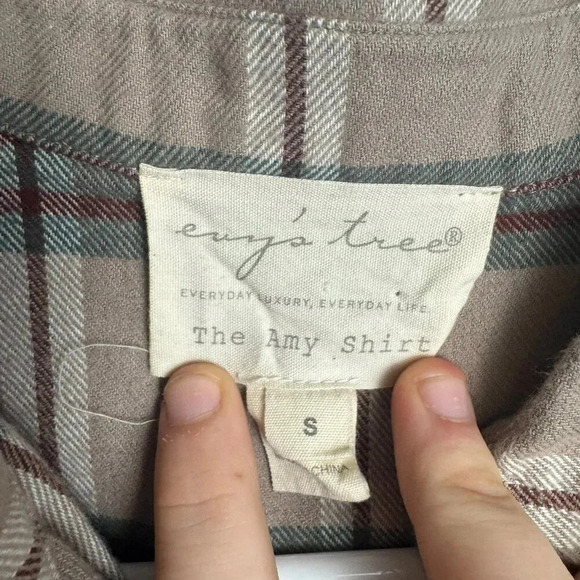 evy's tree®
EVERYDAY LUXURY, EVERYDAY LIFE
The Amy Shirt
S
CHINA